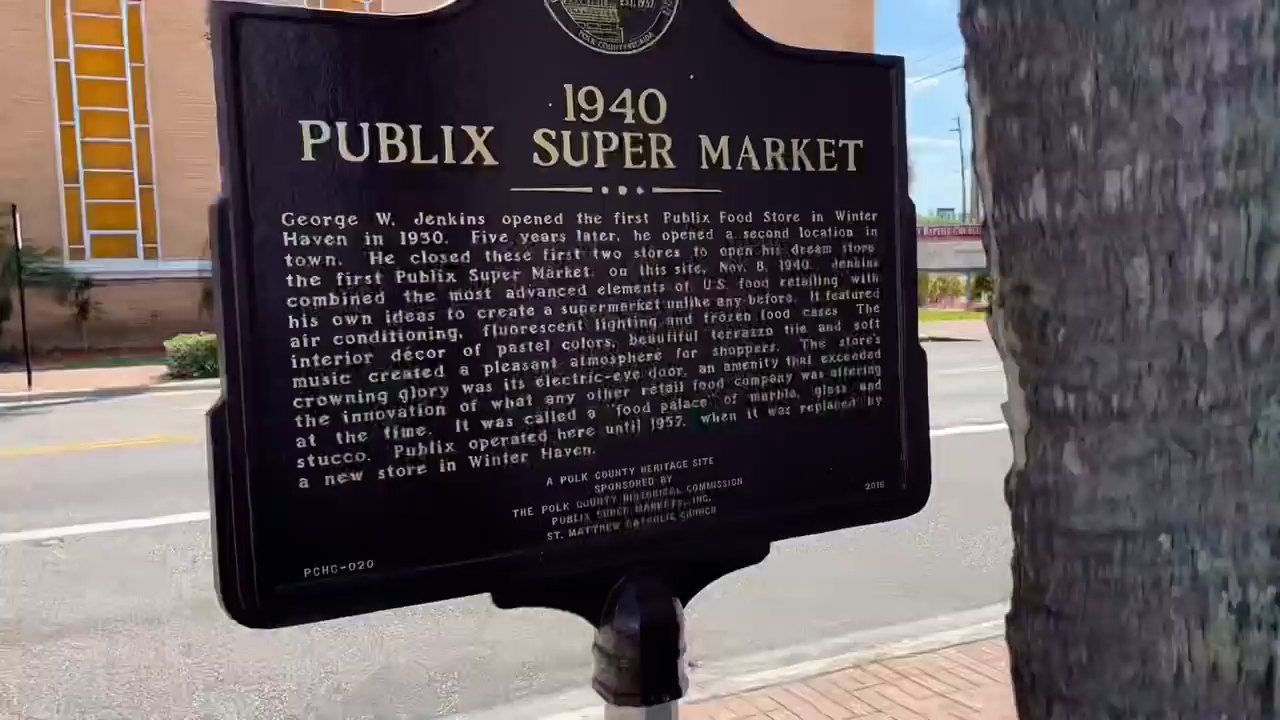 EST. 1937
POLK COUNTY, FLORIDA
1940
PUBLIX SUPER MARKET
George W. Jenkins opened the first Publix Food Store in Winter
Haven in 1930. Five years later, he opened a second location in
town. He closed these first two stores to open his dream store,
the first Publix Super Market, on this site, Nov. 8, 1940. Jenkins
combined the most advanced elements of U.S. food retailing with
his own ideas to create a supermarket unlike any before. It featured
air conditioning, fluorescent lighting and frozen food cases. The
interior décor of pastel colors, beautiful terrazzo tile and soft
music created a pleasant atmosphere for shoppers. The store's
crowning glory was its electric-eye door, an amenity that exceeded
the innovation of what any other retail food company was offering
at the time. It was called a "food palace" of marble, glass and
stucco. Publix operated here until 1957, when it was replaced by
a new store in Winter Haven.
A POLK COUNTY HERITAGE SITE
SPONSORED BY
THE POLK COUNTY HISTORICAL COMMISSION
PUBLIX SUPER MARKETS, INC.
ST. MATTHEW CATHOLIC CHURCH
2016
PCHC-020
BAPTIST CHURCH